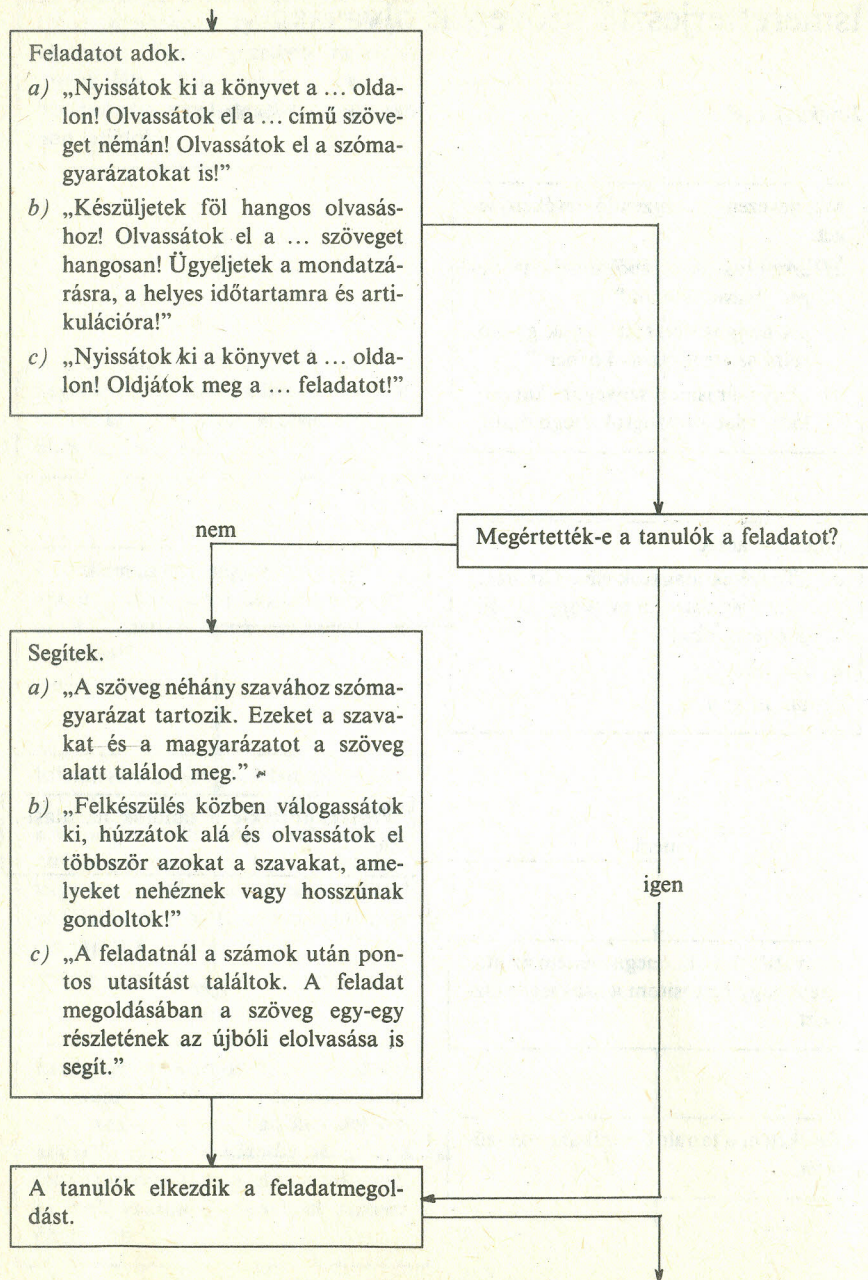 Feladatot adok.
a) „Nyissátok ki a könyvet a ... olda-
lon! Olvassátok el a ... című szöve-
get némán! Olvassátok el a szóma-
gyarázatokat is!”
b) „Készüljetek föl hangos olvasás-
hoz! Olvassátok el a ... szöveget
hangosan! Ügyeljetek a mondatzá-
rásra, a helyes időtartamra és arti-
kulációra!”
c) „Nyissátok ki a könyvet a ... olda-
lon! Oldjátok meg a ... feladatot!”
Megértették-e a tanulók a feladatot?
nem
Segítek.
a) „A szöveg néhány szavához szóma-
gyarázat tartozik. Ezeket a szava-
kat és a magyarázatot a szöveg
alatt találod meg.”
b) „Felkészülés közben válogassátok
ki, húzzátok alá és olvassátok el
többször azokat a szavakat, ame-
lyeket nehéznek vagy hosszúnak
gondoltok!”
c) „A feladatnál a számok után pon-
tos utasítást találtok. A feladat
megoldásában a szöveg egy-egy
részletének az újbóli elolvasása is
segít.”
igen
A tanulók elkezdik a feladatmegol-
dást.